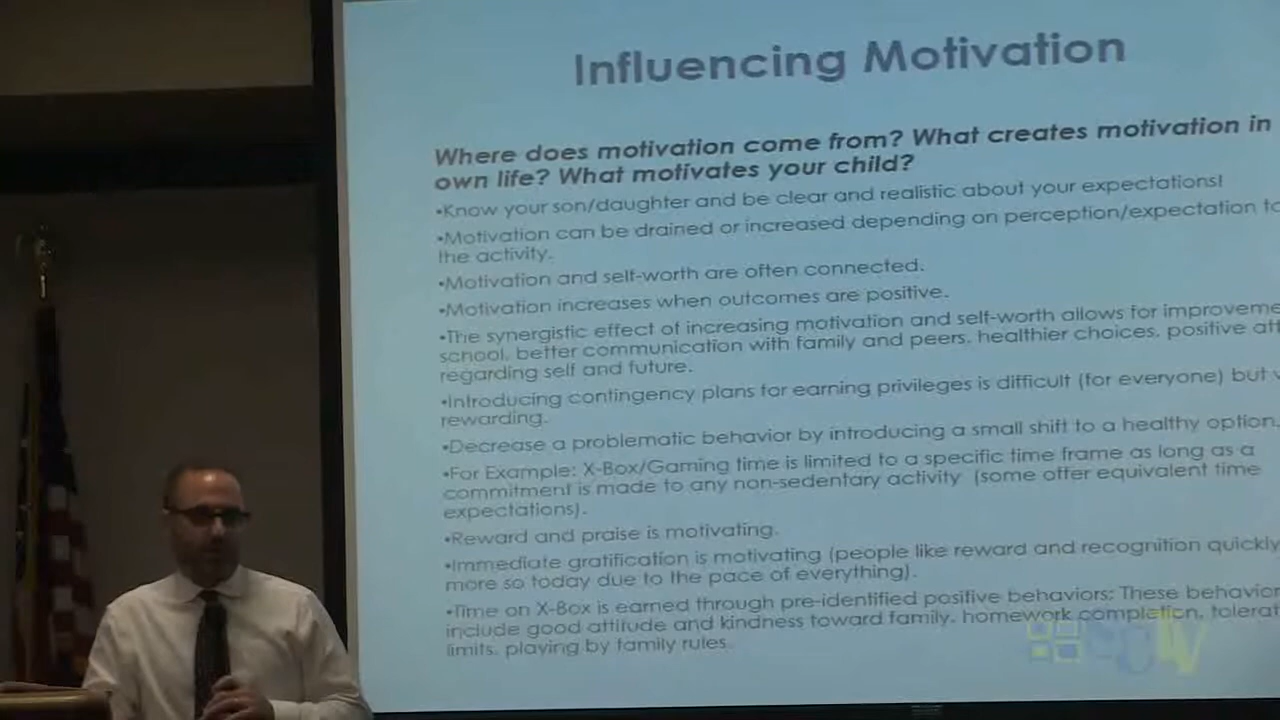 Influencing Motivation
Where does motivation come from? What creates motivation in
own life? What motivates your child?
•Know your son/daughter and be clear and realistic about your expectations!
•Motivation can be drained or increased depending on perception/expectation to
the activity.
•Motivation and self-worth are often connected.
•Motivation increases when outcomes are positive.
•The synergistic effect of increasing motivation and self-worth allows for improveme
school, better communication with family and peers, healthier choices, positive att
regarding self and future.
•Introducing contingency plans for earning privileges is difficult (for everyone) but v
rewarding.
•Decrease a problematic behavior by introducing a small shift to a healthy option.
•For Example: X-Box/Gaming time is limited to a specific time frame as long as a
commitment is made to any non-sedentary activity (some offer equivalent time
expectations).
•Reward and praise is motivating.
•Immediate gratification is motivating (people like reward and recognition quickly
more so today due to the pace of everything).
•Time on X-Box is earned through pre-identified positive behaviors: These behavior
include good attitude and kindness toward family, homework completion, tolerat
limits, playing by family rules.